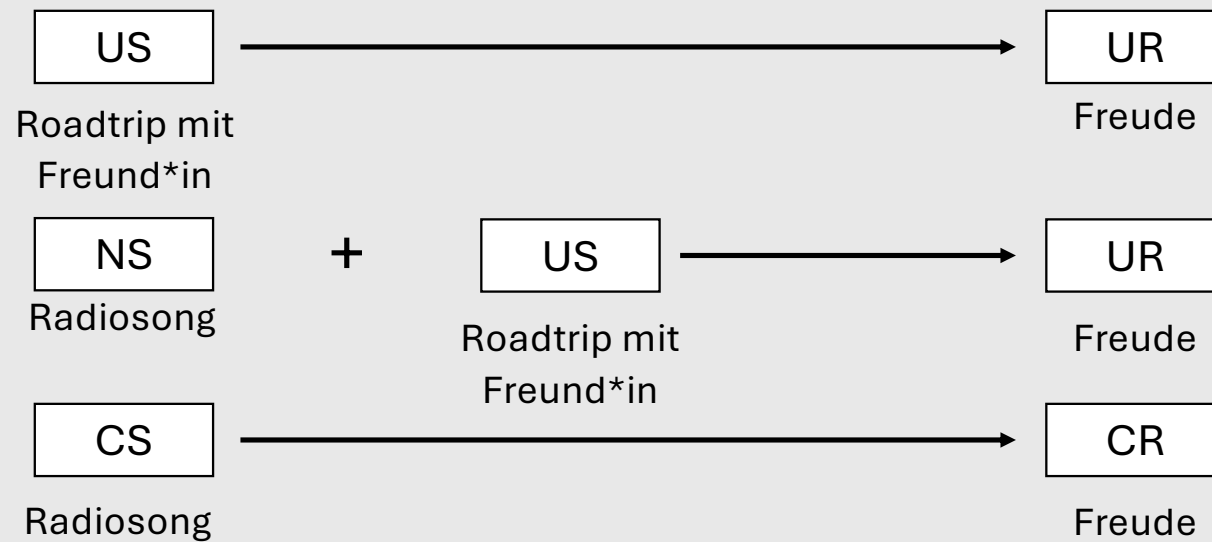 US
UR
Roadtrip mit
Freund*in
Freude
NS
+
US
UR
Radiosong
Roadtrip mit
Freund*in
Freude
CS
CR
Radiosong
Freude